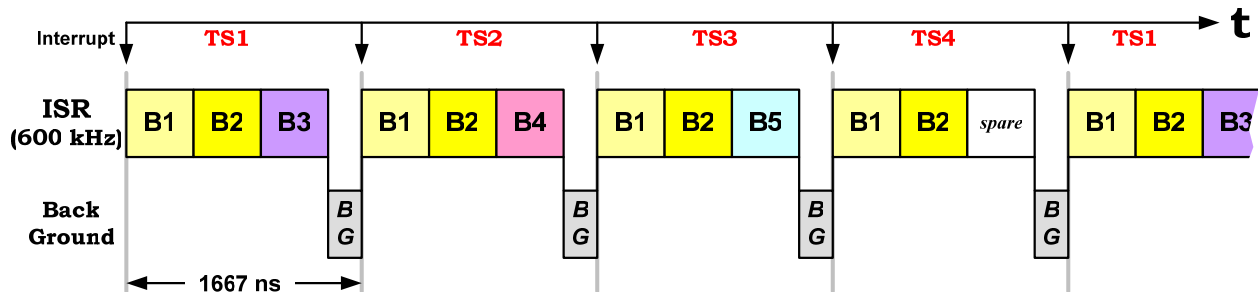 t
Interrupt TS1 TS2 TS3 TS4 TS1
ISR
(600 kHz)
B1 B2 B3 B1 B2 B4 B1 B2 B5 B1 B2 spare B1 B2 B3
Back
Ground
B B B B
G G G G
1667 ns